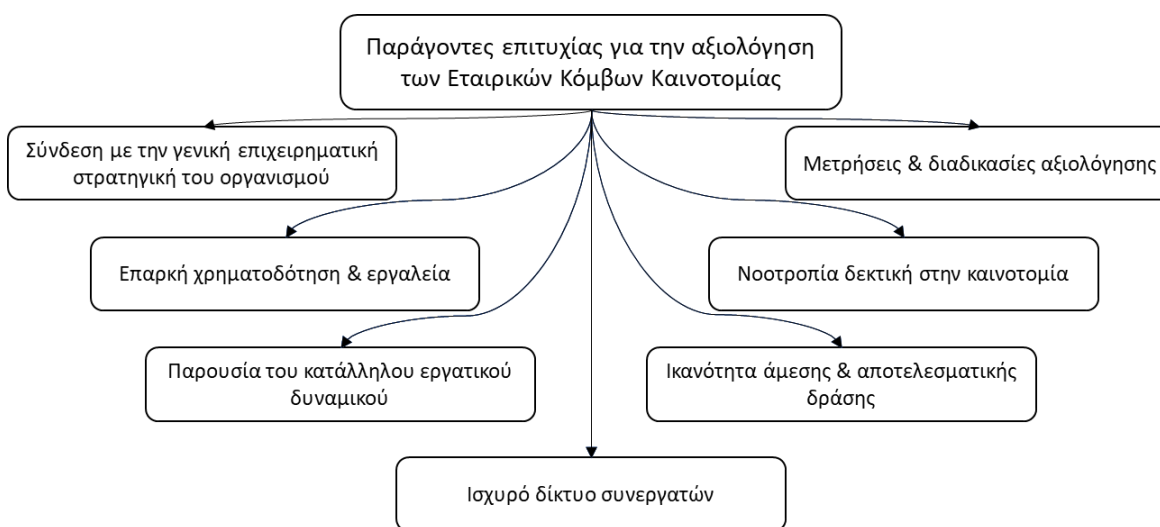 Παράγοντες επιτυχίας για την αξιολόγηση
των Εταιρικών Κόμβων Καινοτομίας
Σύνδεση με την γενική επιχειρηματική
στρατηγική του οργανισμού
Μετρήσεις & διαδικασίες αξιολόγησης
Επαρκή χρηματοδότηση & εργαλεία
Νοοτροπία δεκτική στην καινοτομία
Παρουσία του κατάλληλου εργατικού
δυναμικού
Ικανότητα άμεσης & αποτελεσματικής
δράσης
Ισχυρό δίκτυο συνεργατών